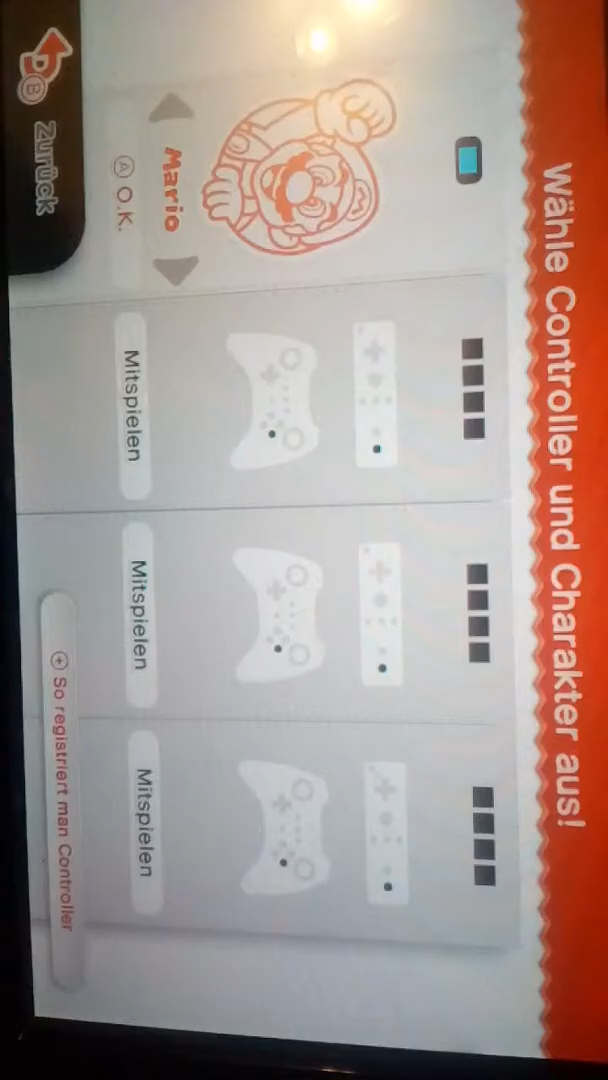 Wähle Controller und Charakter aus!
Mario
Ⓐ O.K.
Mitspielen
Mitspielen
Mitspielen
Ⓑ Zurück
⊕ So registriert man Controller